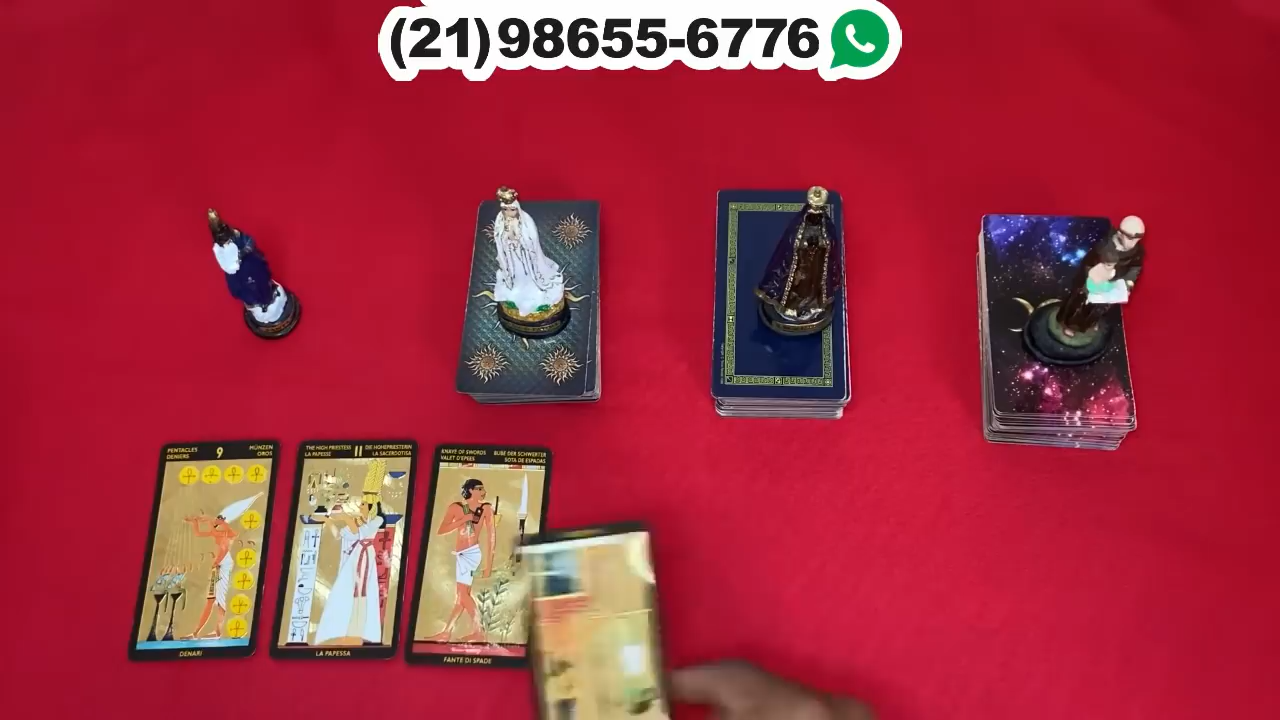 (21)98655-6776
PENTACLES 9 MÜNZEN
DENIERS OROS
DENARI
THE HIGH PRIESTESS II DIE HOHEPRIESTERIN
LA PAPESSE LA SACERDOTISA
LA PAPESSA
KNAVE OF SWORDS BUBE DER SCHWERTER
VALET D'EPEES SOTA DE ESPADAS
FANTE DI SPADE